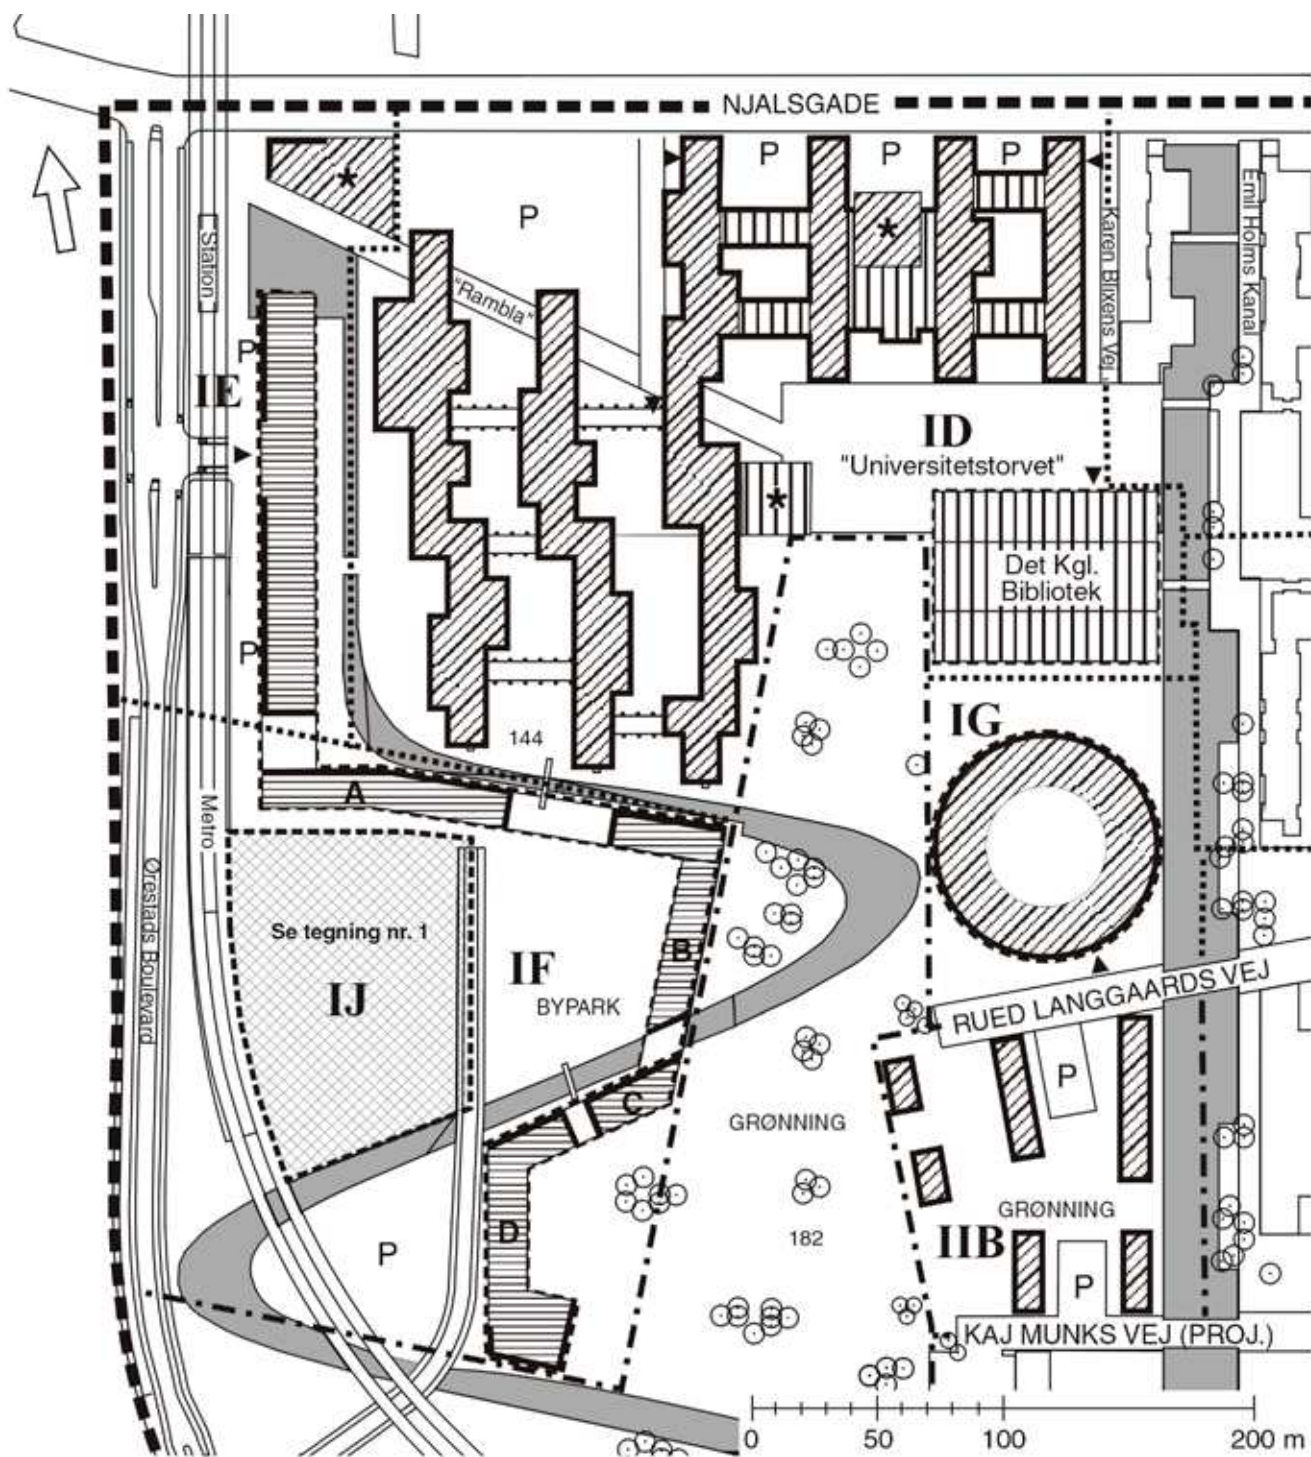 NJALSGADE
P
P
P
*
P
*
Station
"Rambla"
Karen Blixens Vej
Emil Holms Kanal
P
IE
ID
"Universitetstorvet"
*
Det Kgl.
Bibliotek
P
144
IG
A
Metro
Ørestads Boulevard
Se tegning nr. 1
IJ
IF
BYPARK
B
RUED LANGGAARDS VEJ
P
C
GRØNNING
D
P
182
GRØNNING
IIB
P
KAJ MUNKS VEJ (PROJ.)
0 50 100 200 m